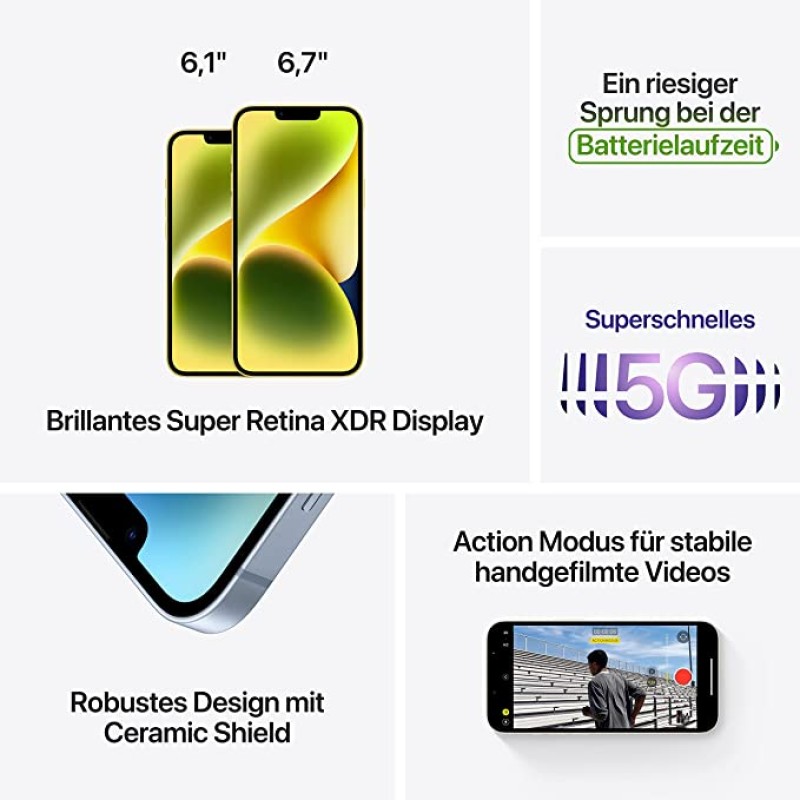 6,1" 6,7"
Brillantes Super Retina XDR Display
Ein riesiger
Sprung bei der
Batterielaufzeit
Superschnelles
5G
Robustes Design mit
Ceramic Shield
Action Modus für stabile
handgefilmte Videos